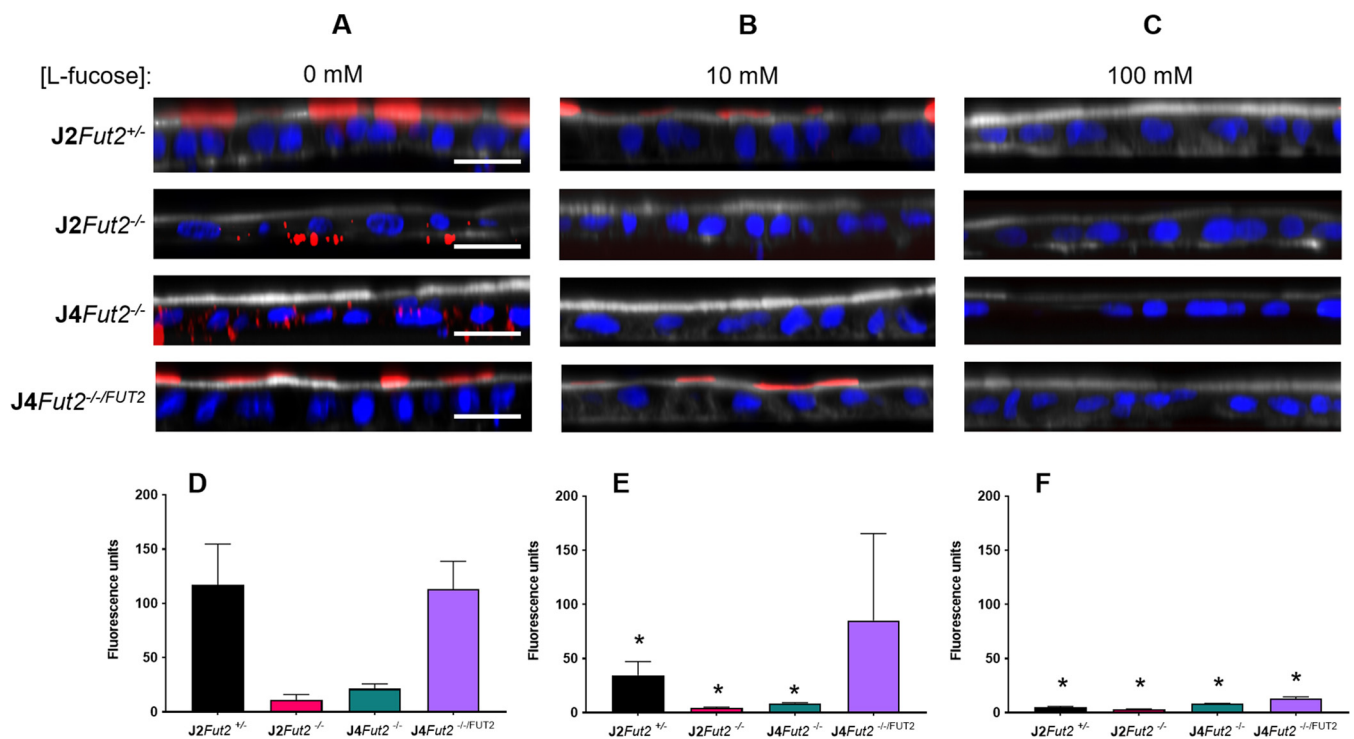 A B C
[L-fucose]: 0 mM 10 mM 100 mM
J2Fut2+/-
J2Fut2-/-
J4Fut2-/-
J4Fut2-/-/FUT2
D E F
200 200 200
150 150 150
100 100 100
50 50 50
0 0 0
Fluorescence units Fluorescence units Fluorescence units
* * * * * * *
J2Fut2 +/- J2Fut2 -/- J4Fut2 -/- J4Fut2 -/-/FUT2 J2Fut2 +/- J2Fut2 -/- J4Fut2 -/- J4Fut2 -/-/FUT2 J2Fut2 +/- J2Fut2 -/- J4Fut2 -/- J4Fut2 -/-/FUT2